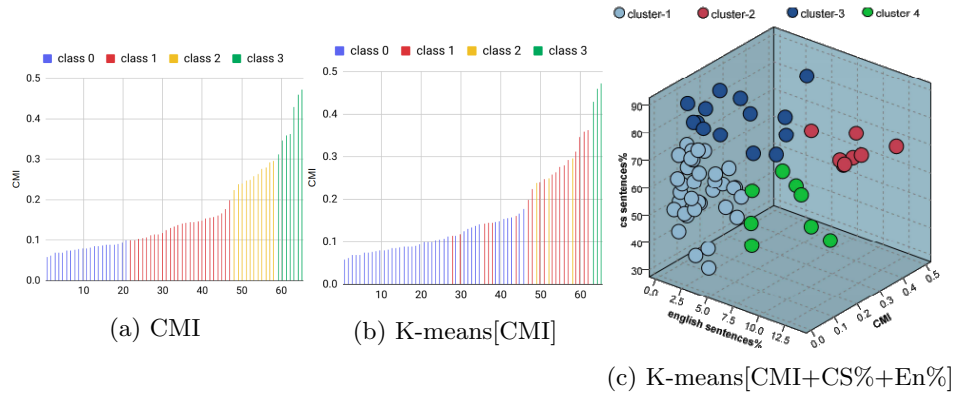 class 0 class 1 class 2 class 3
0.5
0.4
0.3
0.2
0.1
0.0
CMI
10 20 30 40 50 60
(a) CMI
class 0 class 1 class 2 class 3
0.5
0.4
0.3
0.2
0.1
0.0
CMI
10 20 30 40 50 60
(b) K-means[CMI]
cluster-1 cluster-2 cluster-3 cluster-4
90
80
70
60
50
40
30
cs sentences%
0.0 2.5 5.0 7.5 10.0 12.5
english sentences%
0.0 0.1 0.2 0.3 0.4 0.5
CMI
(c) K-means[CMI+CS%+En%]